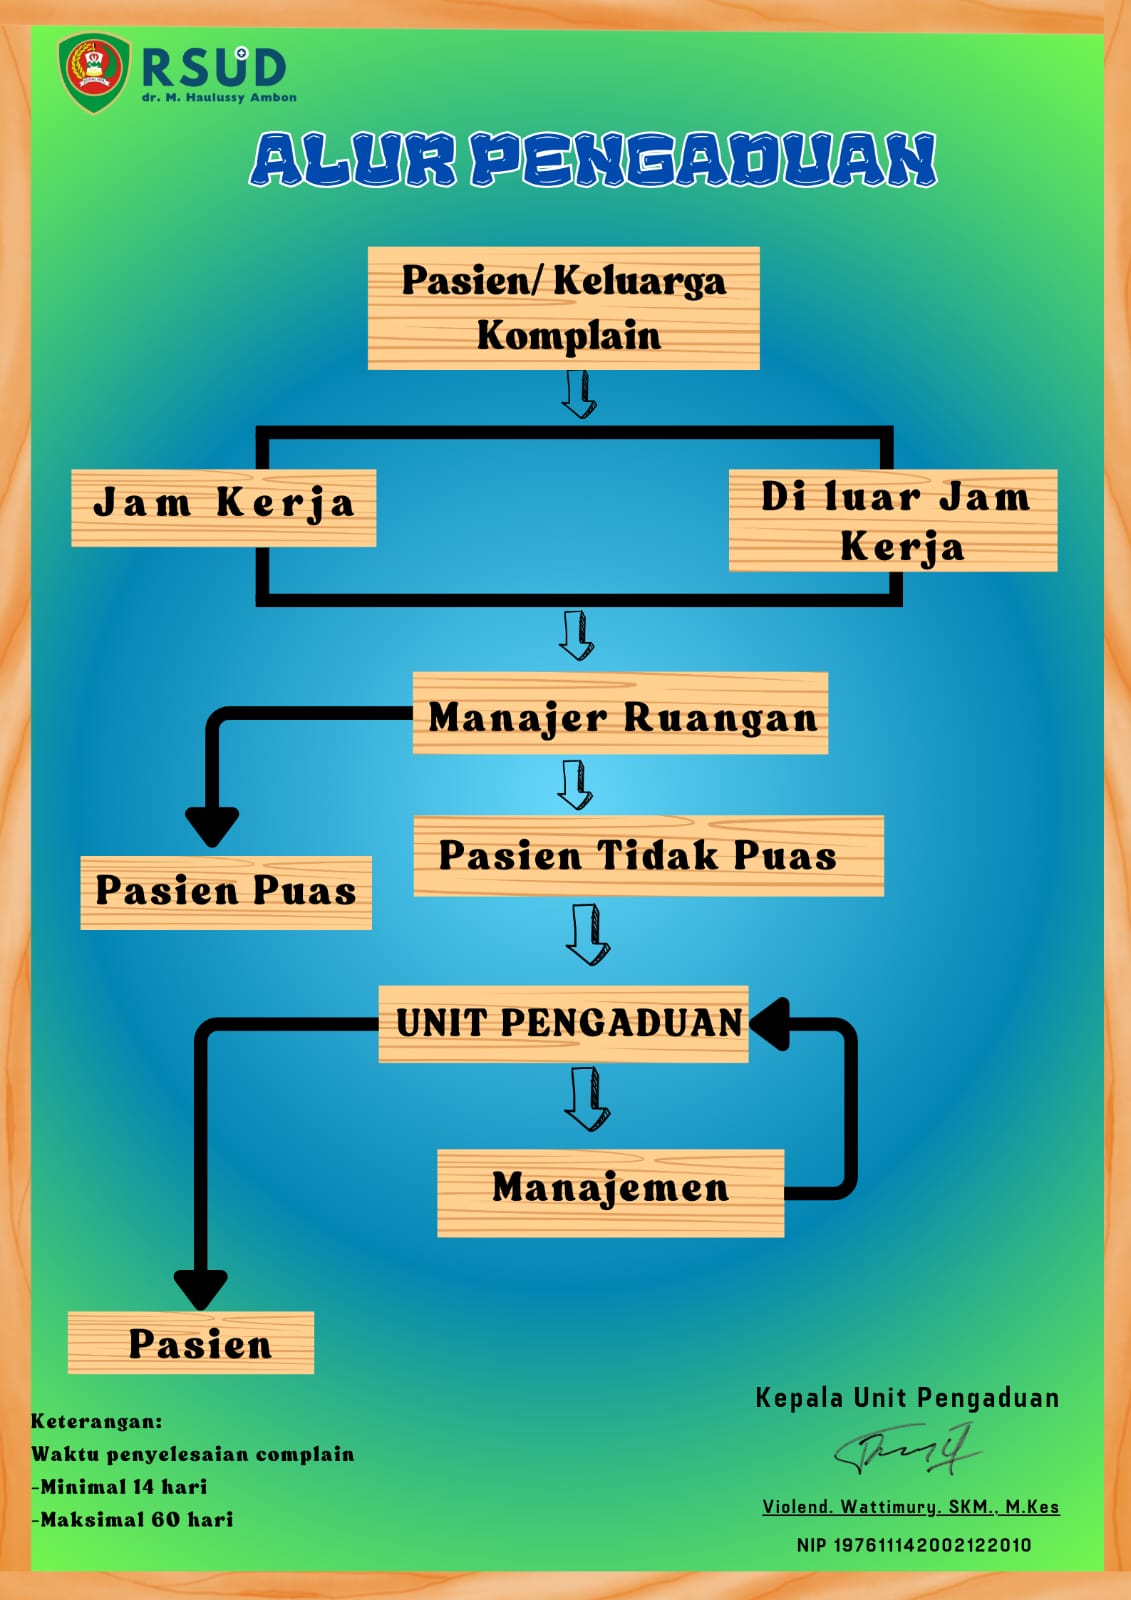 RSUD
dr. M. Haulussy Ambon
ALUR PENGADUAN
Pasien/ Keluarga
Komplain
Jam Kerja
Di luar Jam
Kerja
Manajer Ruangan
Pasien Tidak Puas
Pasien Puas
UNIT PENGADUAN
Manajemen
Pasien
Keterangan:
Waktu penyelesaian complain
-Minimal 14 hari
-Maksimal 60 hari
Kepala Unit Pengaduan
Violend. Wattimury. SKM., M.Kes
NIP 197611142002122010